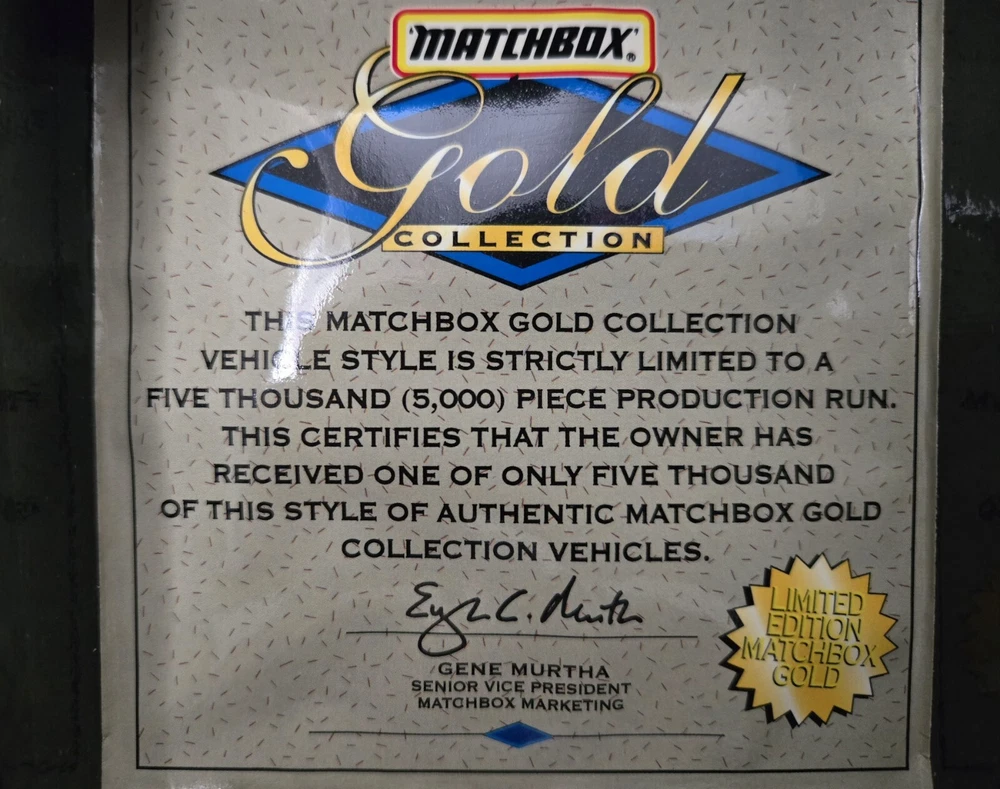 MATCHBOX®
Gold
COLLECTION
THIS MATCHBOX GOLD COLLECTION
VEHICLE STYLE IS STRICTLY LIMITED TO A
FIVE THOUSAND (5,000) PIECE PRODUCTION RUN.
THIS CERTIFIES THAT THE OWNER HAS
RECEIVED ONE OF ONLY FIVE THOUSAND
OF THIS STYLE OF AUTHENTIC MATCHBOX GOLD
COLLECTION VEHICLES.
GENE MURTHA
SENIOR VICE PRESIDENT
MATCHBOX MARKETING
LIMITED
EDITION
MATCHBOX
GOLD